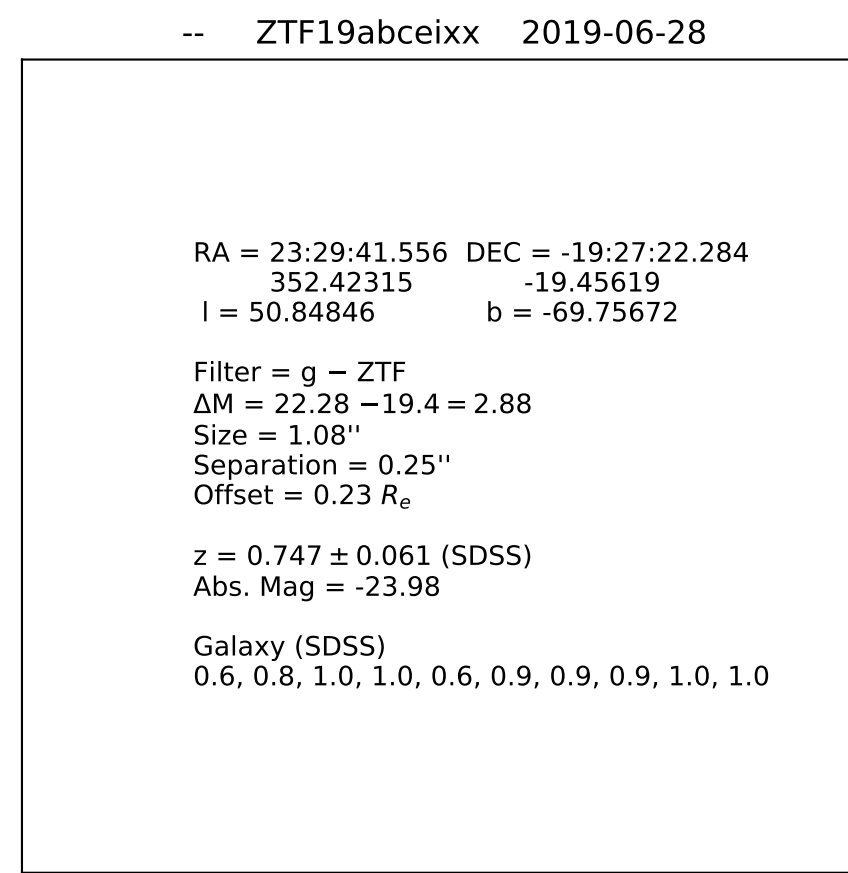 -- ZTF19abceixx 2019-06-28
RA = 23:29:41.556 DEC = -19:27:22.284
352.42315 -19.45619
l = 50.84846 b = -69.75672
Filter = g − ZTF
ΔM = 22.28 −19.4 = 2.88
Size = 1.08''
Separation = 0.25''
Offset = 0.23 Rₑ
z = 0.747 ± 0.061 (SDSS)
Abs. Mag = -23.98
Galaxy (SDSS)
0.6, 0.8, 1.0, 1.0, 0.6, 0.9, 0.9, 0.9, 1.0, 1.0